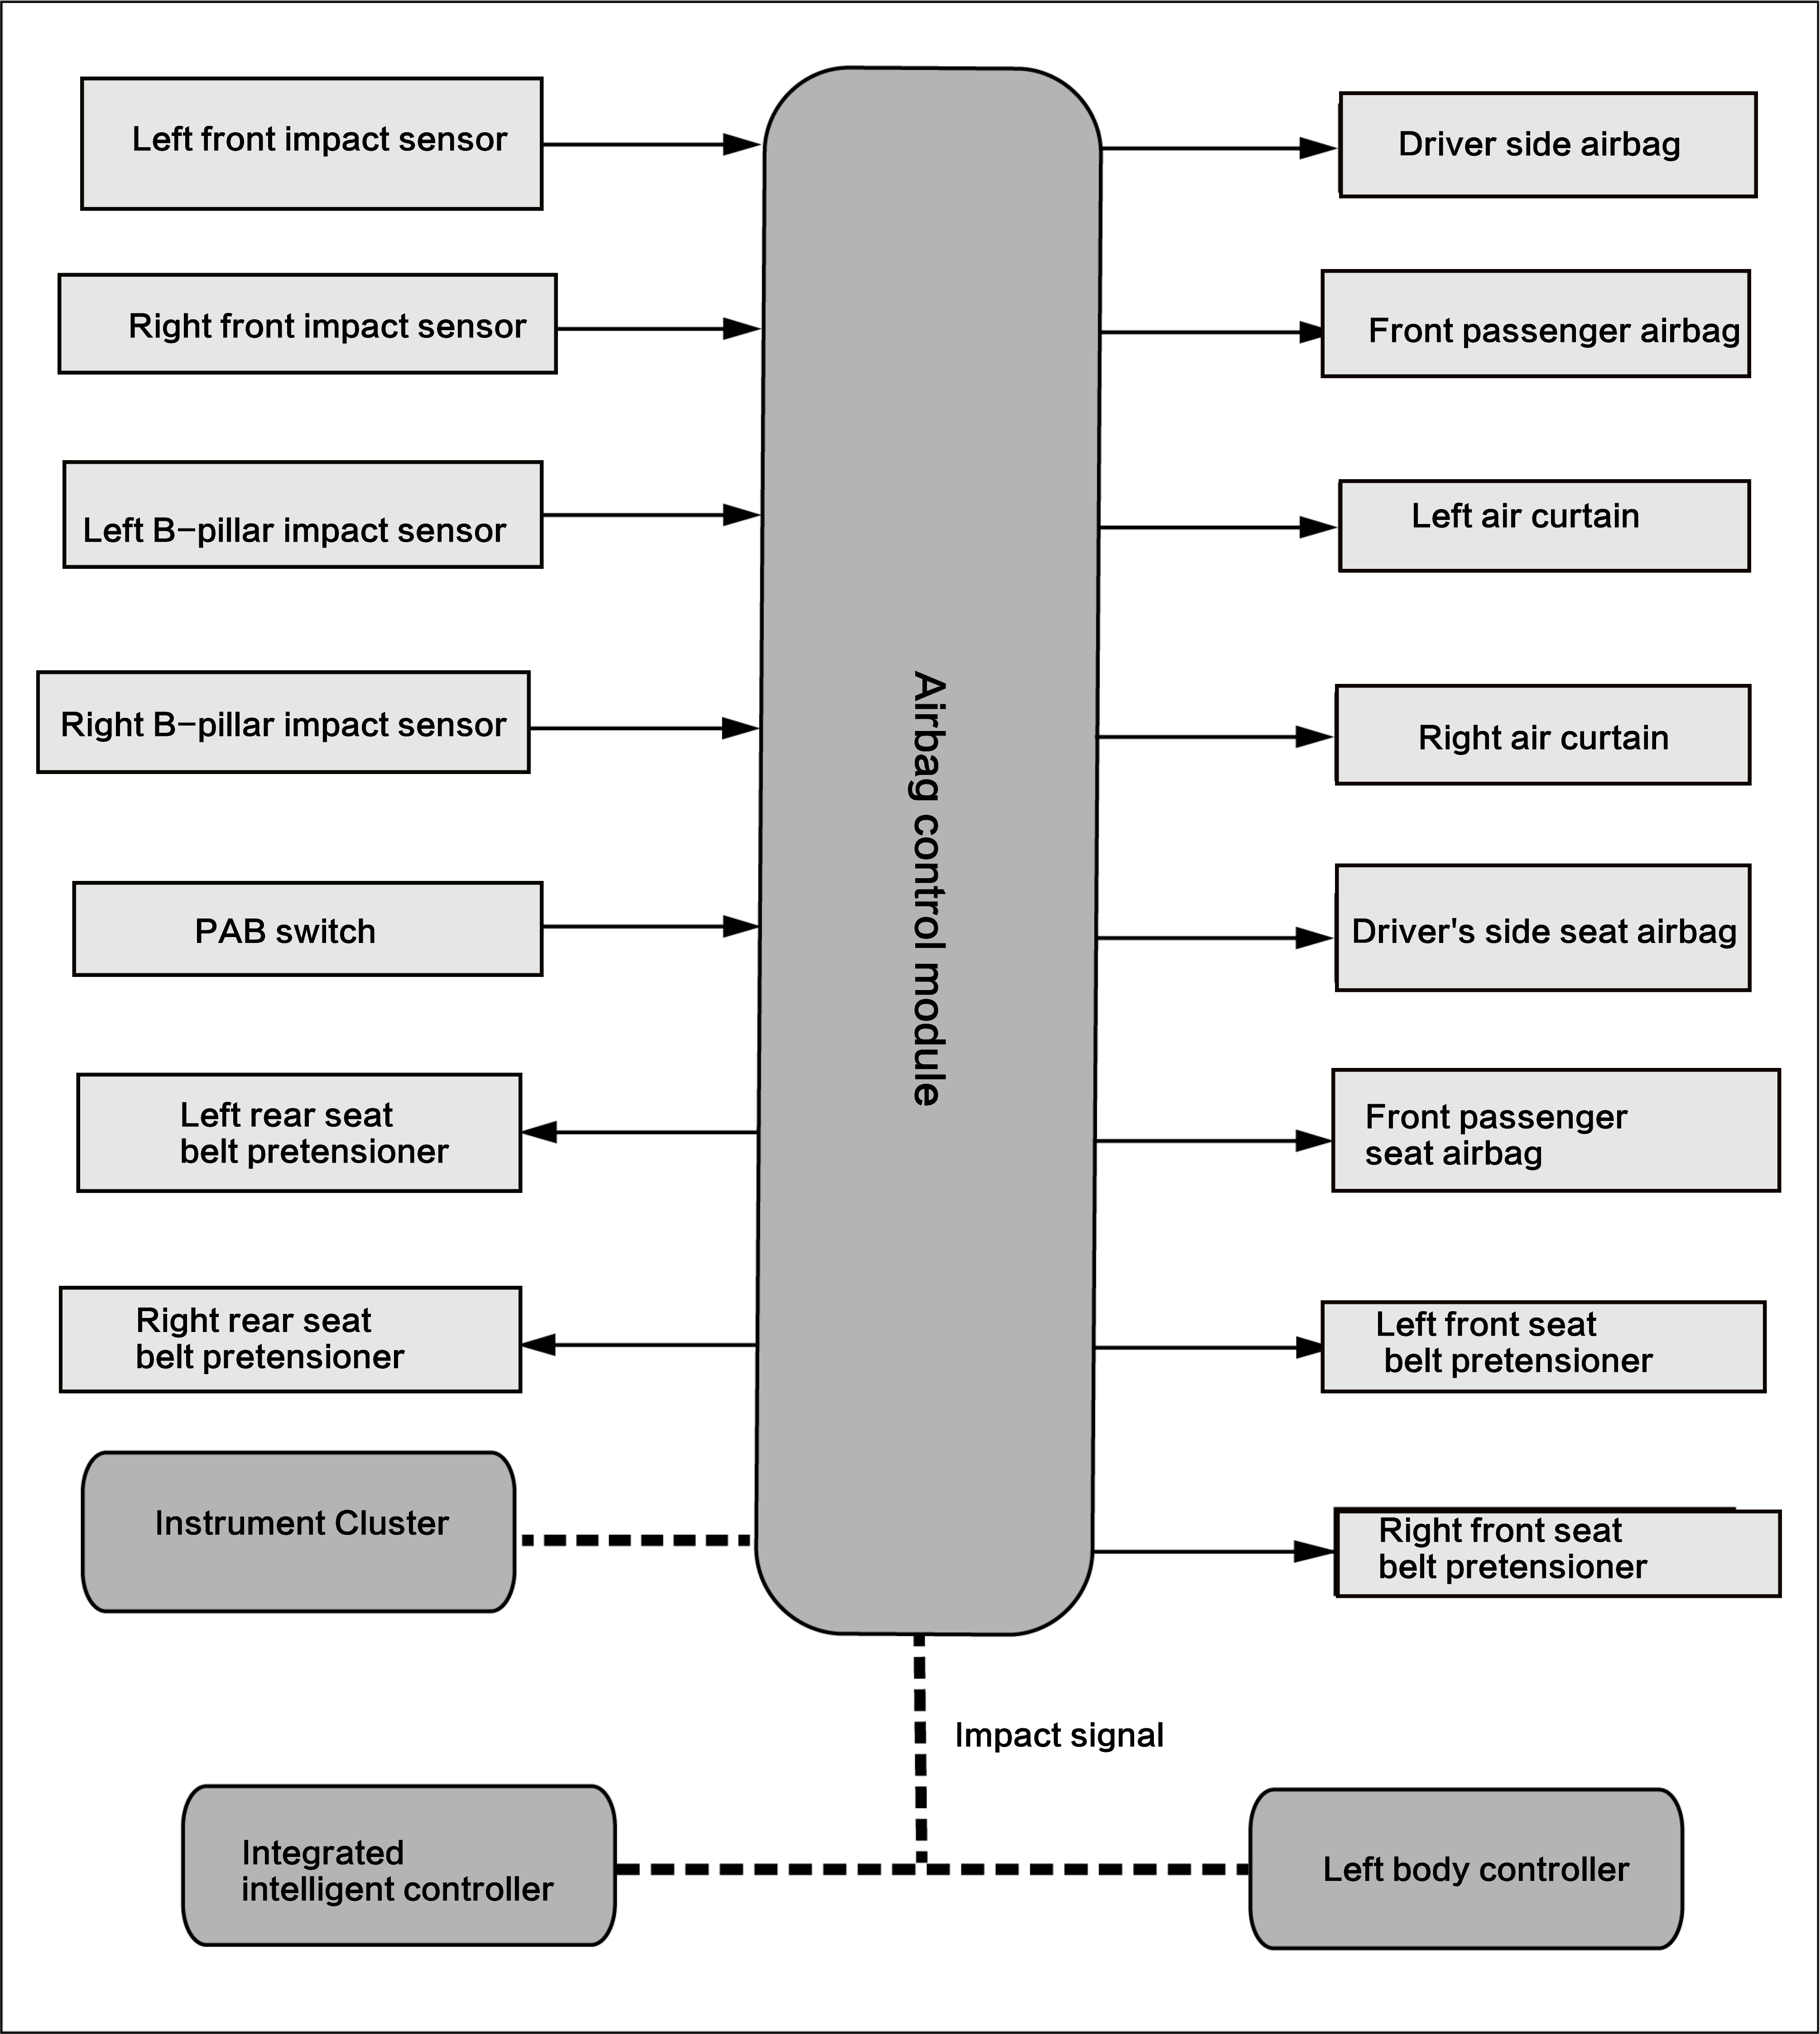 Left front impact sensor
Driver side airbag
Right front impact sensor
Front passenger airbag
Left B-pillar impact sensor
Left air curtain
Right B-pillar impact sensor
Right air curtain
Airbag control module
PAB switch
Driver's side seat airbag
Left rear seat
belt pretensioner
Front passenger
seat airbag
Right rear seat
belt pretensioner
Left front seat
belt pretensioner
Instrument Cluster
Right front seat
belt pretensioner
Impact signal
Integrated
intelligent controller
Left body controller